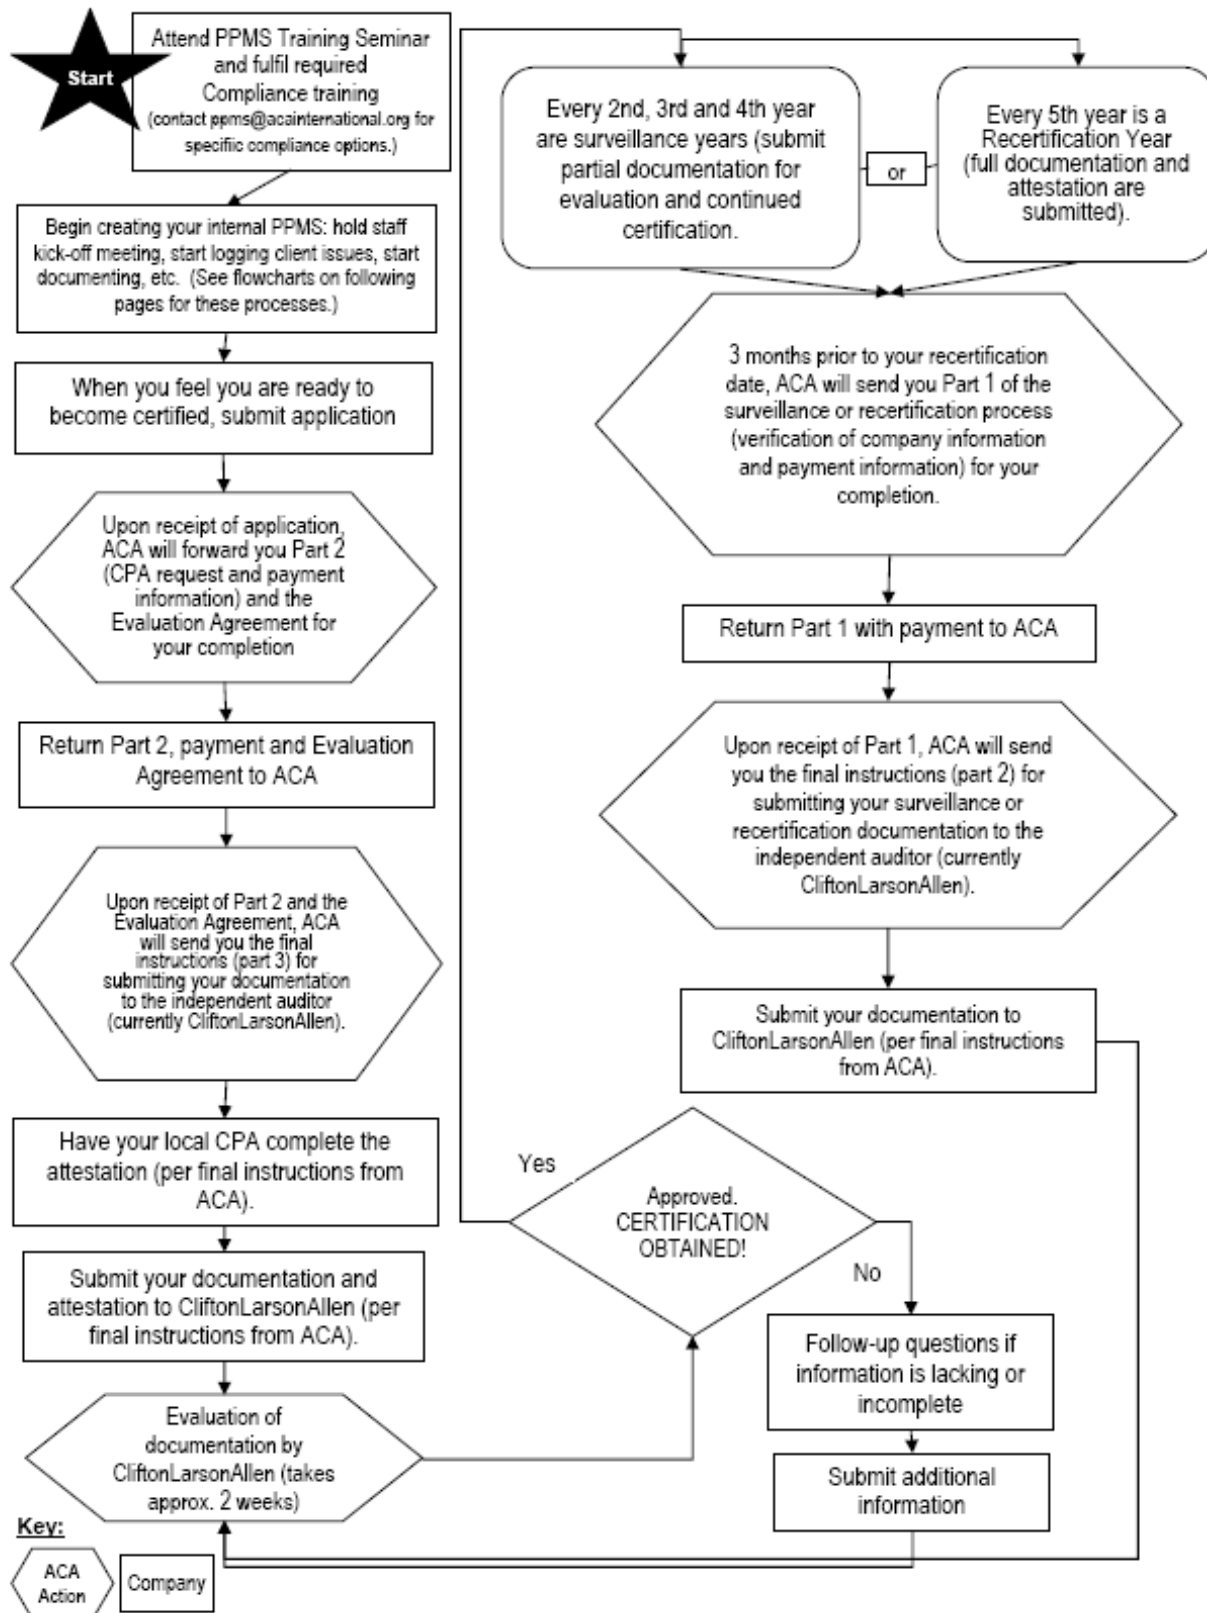 Start
Attend PPMS Training Seminar
and fulfil required
Compliance training
(contact ppms@acainternational.org for
specific compliance options.)
Begin creating your internal PPMS: hold staff
kick-off meeting, start logging client issues, start
documenting, etc. (See flowcharts on following
pages for these processes.)
When you feel you are ready to
become certified, submit application
Upon receipt of application,
ACA will forward you Part 2
(CPA request and payment
information) and the
Evaluation Agreement for
your completion
Return Part 2, payment and Evaluation
Agreement to ACA
Upon receipt of Part 2 and the
Evaluation Agreement, ACA
will send you the final
instructions (part 3) for
submitting your documentation
to the independent auditor
(currently CliftonLarsonAllen).
Have your local CPA complete the
attestation (per final instructions from
ACA).
Submit your documentation and
attestation to CliftonLarsonAllen (per
final instructions from ACA).
Evaluation of
documentation by
CliftonLarsonAllen (takes
approx. 2 weeks)
Key:
ACA
Action
Company
Every 2nd, 3rd and 4th year
are surveillance years (submit
partial documentation for
evaluation and continued
certification.
or
Every 5th year is a
Recertification Year
(full documentation and
attestation are
submitted).
3 months prior to your recertification
date, ACA will send you Part 1 of the
surveillance or recertification process
(verification of company information
and payment information) for your
completion.
Return Part 1 with payment to ACA
Upon receipt of Part 1, ACA will send
you the final instructions (part 2) for
submitting your surveillance or
recertification documentation to the
independent auditor (currently
CliftonLarsonAllen).
Submit your documentation to
CliftonLarsonAllen (per final instructions
from ACA).
Yes
Approved.
CERTIFICATION
OBTAINED!
No
Follow-up questions if
information is lacking or
incomplete
Submit additional
information